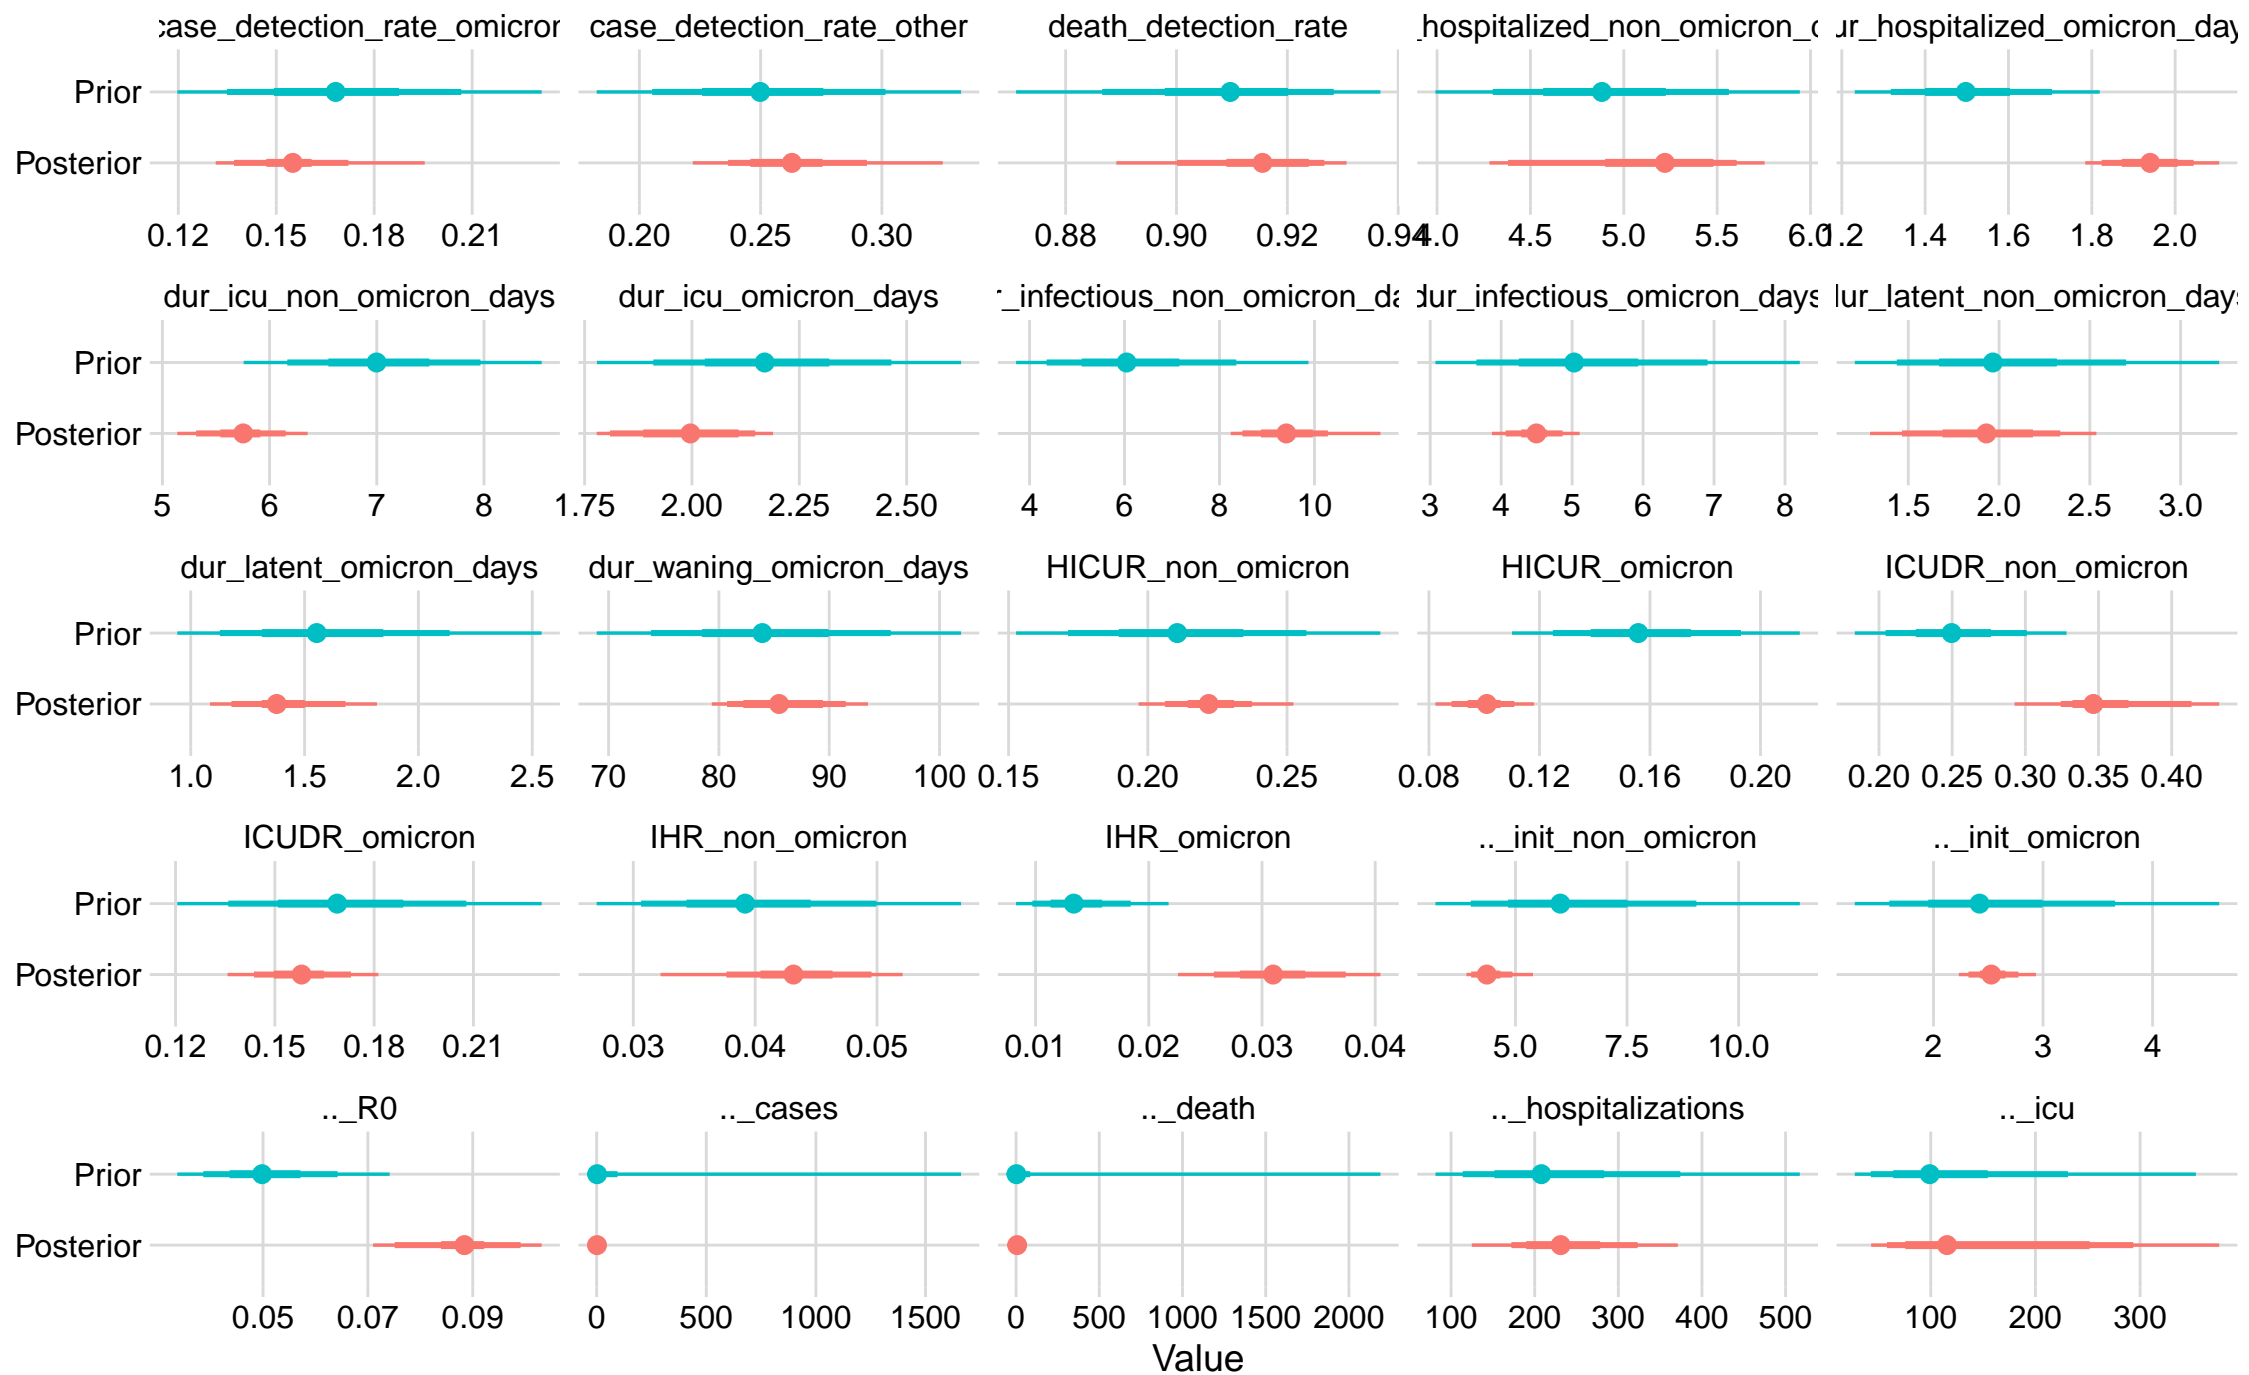 case_detection_rate_omicron case_detection_rate_other death_detection_rate _hospitalized_non_omicron_ ur_hospitalized_omicron_day
Prior
Posterior
0.12 0.15 0.18 0.21 0.20 0.25 0.30 0.88 0.90 0.92 0.94 4.0 4.5 5.0 5.5 6.0 1.2 1.4 1.6 1.8 2.0
dur_icu_non_omicron_days dur_icu_omicron_days r_infectious_non_omicron_da dur_infectious_omicron_days dur_latent_non_omicron_days
Prior
Posterior
5 6 7 8 1.75 2.00 2.25 2.50 4 6 8 10 3 4 5 6 7 8 1.5 2.0 2.5 3.0
dur_latent_omicron_days dur_waning_omicron_days HICUR_non_omicron HICUR_omicron ICUDR_non_omicron
Prior
Posterior
1.0 1.5 2.0 2.5 70 80 90 100 0.15 0.20 0.25 0.08 0.12 0.16 0.20 0.20 0.25 0.30 0.35 0.40
ICUDR_omicron IHR_non_omicron IHR_omicron .._init_non_omicron .._init_omicron
Prior
Posterior
0.12 0.15 0.18 0.21 0.03 0.04 0.05 0.01 0.02 0.03 0.04 5.0 7.5 10.0 2 3 4
.._R0 .._cases .._death .._hospitalizations .._icu
Prior
Posterior
0.05 0.07 0.09 0 500 1000 1500 0 500 1000 1500 2000 100 200 300 400 500 100 200 300
Value